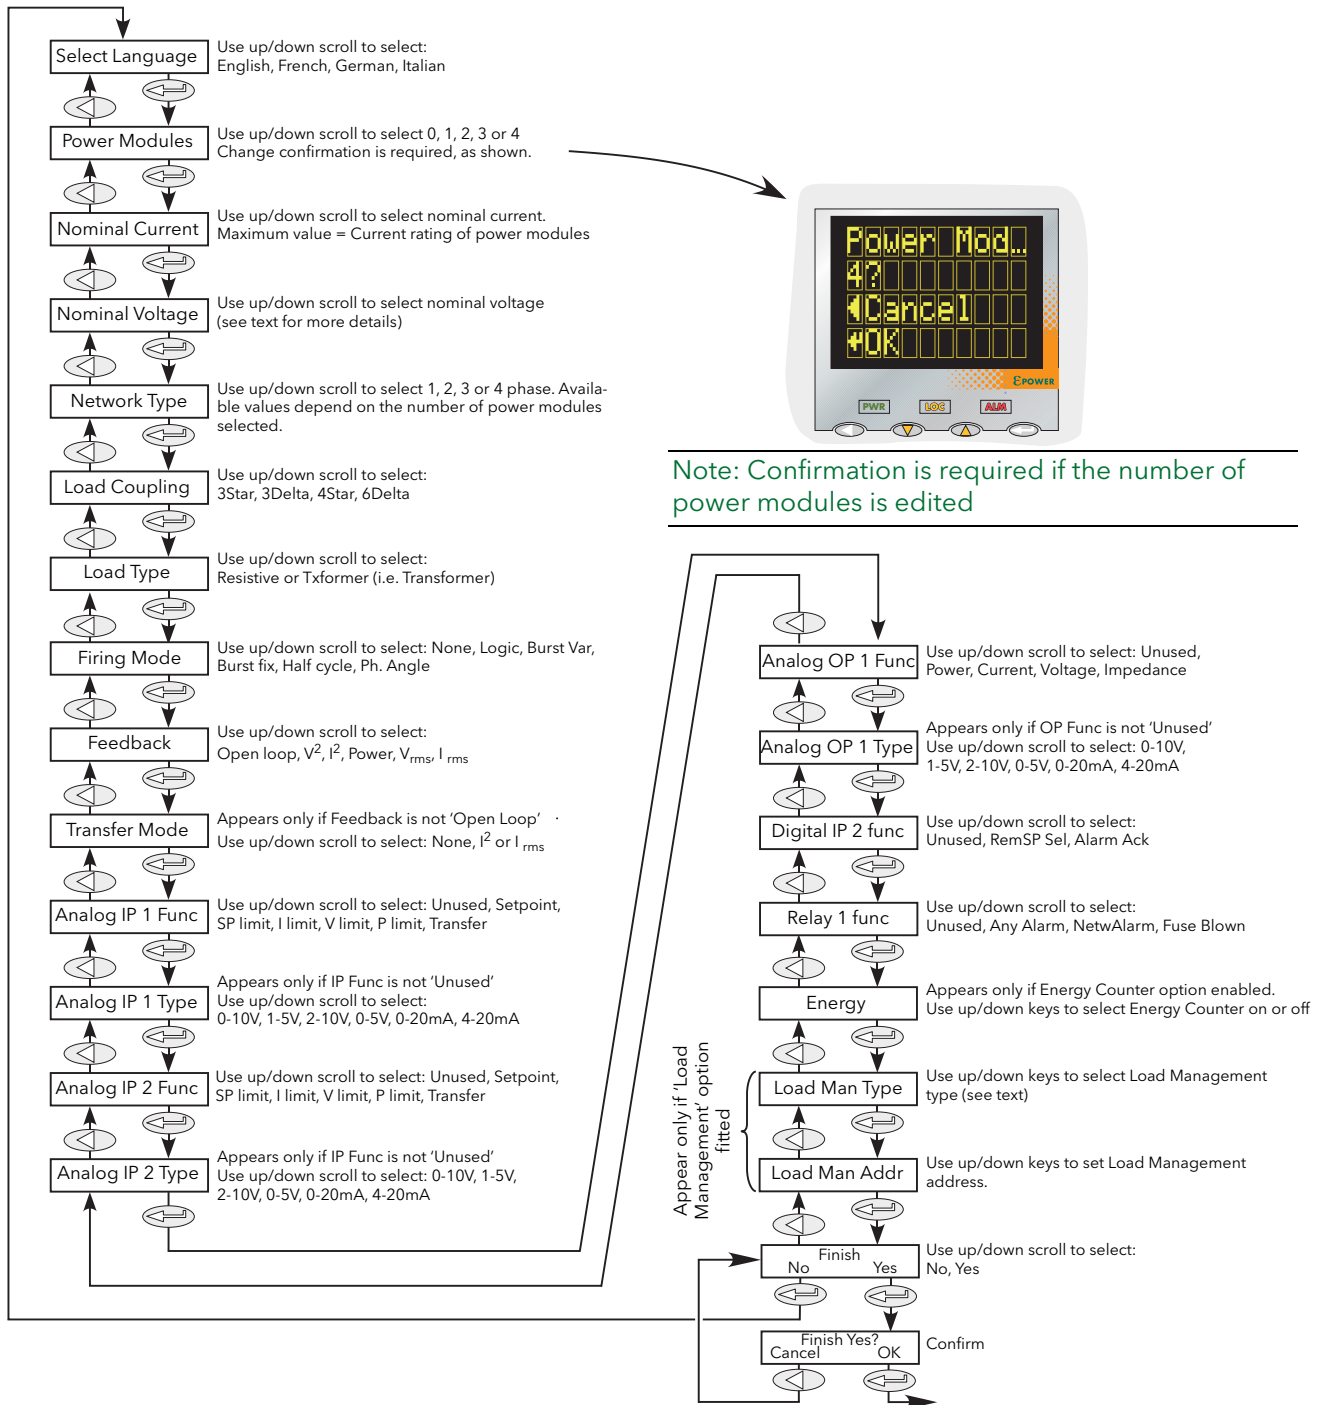 Select Language
Use up/down scroll to select:
English, French, German, Italian
Power Modules
Use up/down scroll to select 0, 1, 2, 3 or 4
Change confirmation is required, as shown.
Nominal Current
Use up/down scroll to select nominal current.
Maximum value = Current rating of power modules
Nominal Voltage
Use up/down scroll to select nominal voltage
(see text for more details)
Network Type
Use up/down scroll to select 1, 2, 3 or 4 phase. Availa-
ble values depend on the number of power modules
selected.
Load Coupling
Use up/down scroll to select:
3Star, 3Delta, 4Star, 6Delta
Load Type
Use up/down scroll to select:
Resistive or Txformer (i.e. Transformer)
Firing Mode
Use up/down scroll to select: None, Logic, Burst Var,
Burst fix, Half cycle, Ph. Angle
Feedback
Use up/down scroll to select:
Open loop, V², I², Power, Vrms, I rms
Transfer Mode
Appears only if Feedback is not 'Open Loop' ·
Use up/down scroll to select: None, I² or I rms
Analog IP 1 Func
Use up/down scroll to select: Unused, Setpoint,
SP limit, I limit, V limit, P limit, Transfer
Analog IP 1 Type
Appears only if IP Func is not 'Unused'
Use up/down scroll to select:
0-10V, 1-5V, 2-10V, 0-5V, 0-20mA, 4-20mA
Analog IP 2 Func
Use up/down scroll to select: Unused, Setpoint,
SP limit, I limit, V limit, P limit, Transfer
Analog IP 2 Type
Appears only if IP Func is not 'Unused'
Use up/down scroll to select: 0-10V, 1-5V,
2-10V, 0-5V, 0-20mA, 4-20mA
Power Mod...
4?
Cancel
OK
εPOWER
PWR
LOC
ALM
Note: Confirmation is required if the number of
power modules is edited
Analog OP 1 Func
Use up/down scroll to select: Unused,
Power, Current, Voltage, Impedance
Analog OP 1 Type
Appears only if OP Func is not 'Unused'
Use up/down scroll to select: 0-10V,
1-5V, 2-10V, 0-5V, 0-20mA, 4-20mA
Digital IP 2 func
Use up/down scroll to select:
Unused, RemSP Sel, Alarm Ack
Relay 1 func
Use up/down scroll to select:
Unused, Any Alarm, NetwAlarm, Fuse Blown
Energy
Appears only if Energy Counter option enabled.
Use up/down keys to select Energy Counter on or off
Appear only if 'Load
Management' option
fitted
Load Man Type
Use up/down keys to select Load Management
type (see text)
Load Man Addr
Use up/down keys to set Load Management
address.
Finish
No Yes
Use up/down scroll to select:
No, Yes
Finish Yes?
Cancel OK
Confirm